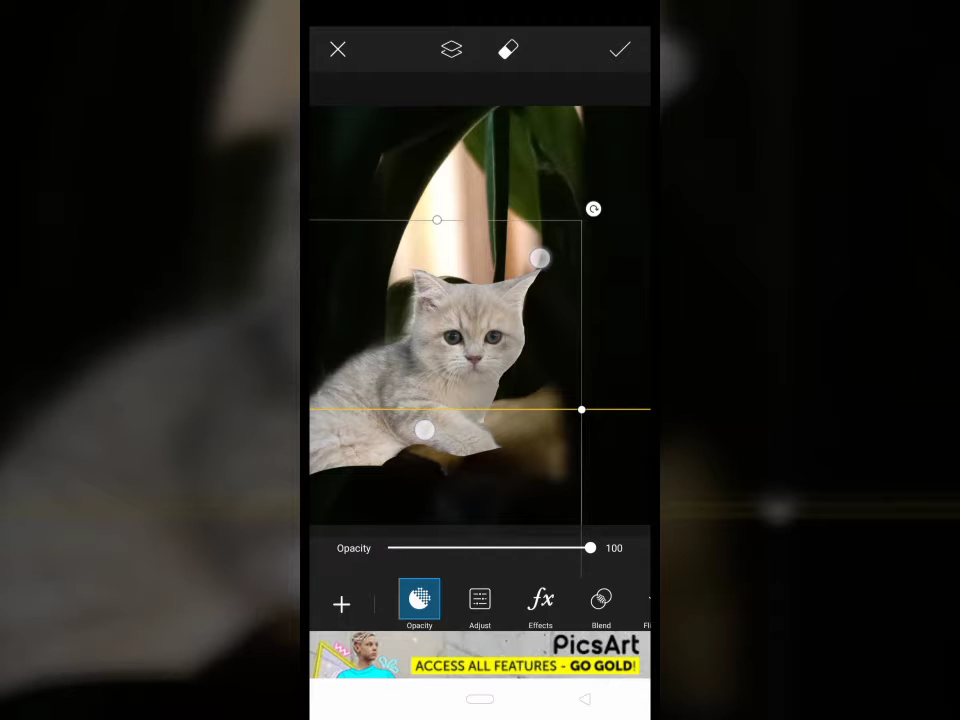 Opacity 100
Opacity Adjust Effects Blend
PicsArt
ACCESS ALL FEATURES - GO GOLD!